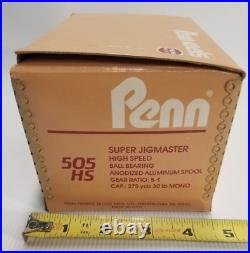 Penn
505
HS
SUPER JIGMASTER
HIGH SPEED
BALL BEARING
ANODIZED ALUMINUM SPOOL
GEAR RATIO: 5-1
CAP.: 275 yds 30 lb MONO
1
2
3
4
5